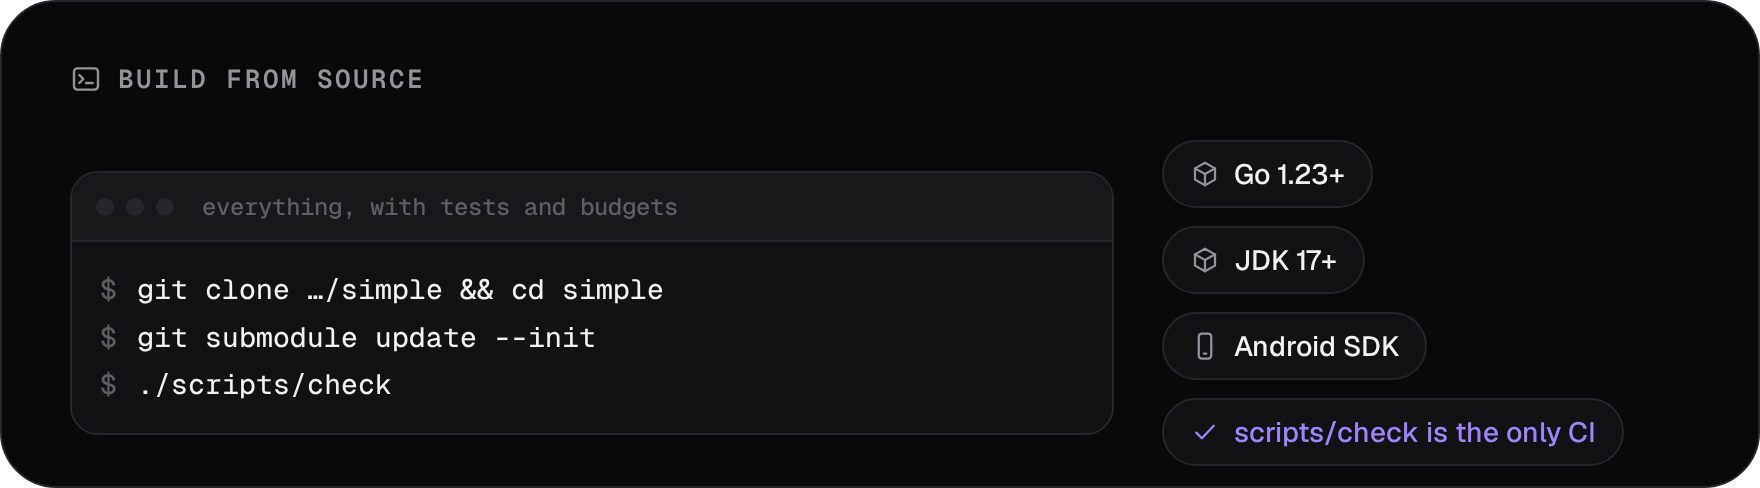 BUILD FROM SOURCE
everything, with tests and budgets
$ git clone …/simple && cd simple
$ git submodule update --init
$ ./scripts/check
Go 1.23+
JDK 17+
Android SDK
scripts/check is the only CI